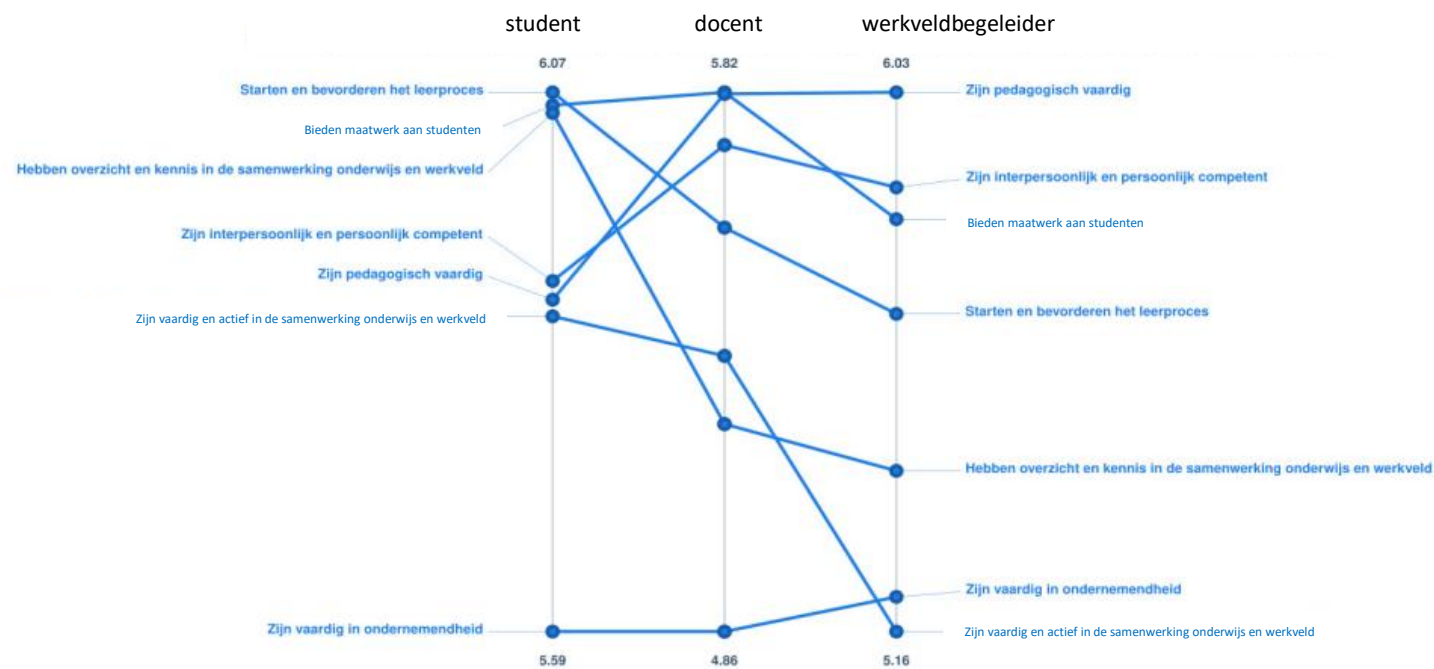 student docent werkveldbegeleider
6.07 5.82 6.03
Starten en bevorderen het leerproces
Bieden maatwerk aan studenten
Hebben overzicht en kennis in de samenwerking onderwijs en werkveld
Zijn interpersoonlijk en persoonlijk competent
Zijn pedagogisch vaardig
Zijn vaardig en actief in de samenwerking onderwijs en werkveld
Zijn vaardig in ondernemendheid
Zijn pedagogisch vaardig
Zijn interpersoonlijk en persoonlijk competent
Bieden maatwerk aan studenten
Starten en bevorderen het leerproces
Hebben overzicht en kennis in de samenwerking onderwijs en werkveld
Zijn vaardig in ondernemendheid
Zijn vaardig en actief in de samenwerking onderwijs en werkveld
5.59 4.86 5.16